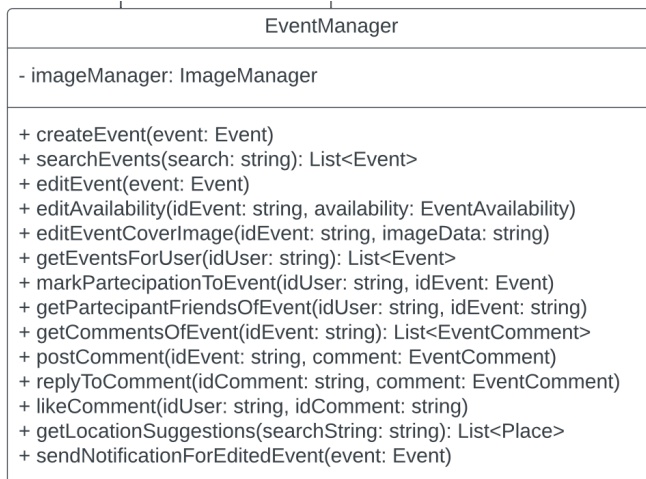 EventManager
- imageManager: ImageManager
+ createEvent(event: Event)
+ searchEvents(search: string): List<Event>
+ editEvent(event: Event)
+ editAvailability(idEvent: string, availability: EventAvailability)
+ editEventCoverImage(idEvent: string, imageData: string)
+ getEventsForUser(idUser: string): List<Event>
+ markPartecipationToEvent(idUser: string, idEvent: Event)
+ getPartecipantFriendsOfEvent(idUser: string, idEvent: string)
+ getCommentsOfEvent(idEvent: string): List<EventComment>
+ postComment(idEvent: string, comment: EventComment)
+ replyToComment(idComment: string, comment: EventComment)
+ likeComment(idUser: string, idComment: string)
+ getLocationSuggestions(searchString: string): List<Place>
+ sendNotificationForEditedEvent(event: Event)